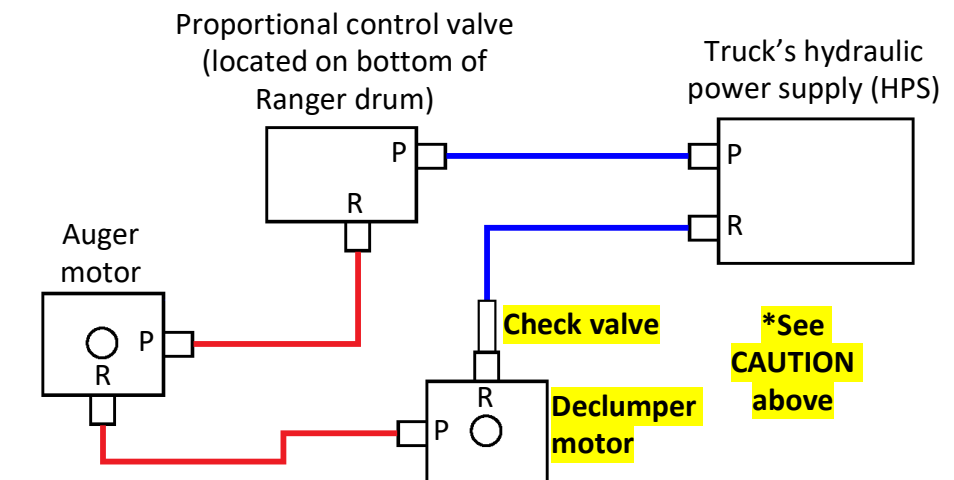 Proportional control valve
(located on bottom of
Ranger drum)
Truck’s hydraulic
power supply (HPS)
P
P
R
R
Auger
motor
P
R
Check valve
*See
CAUTION
above
R
P
Declumper
motor